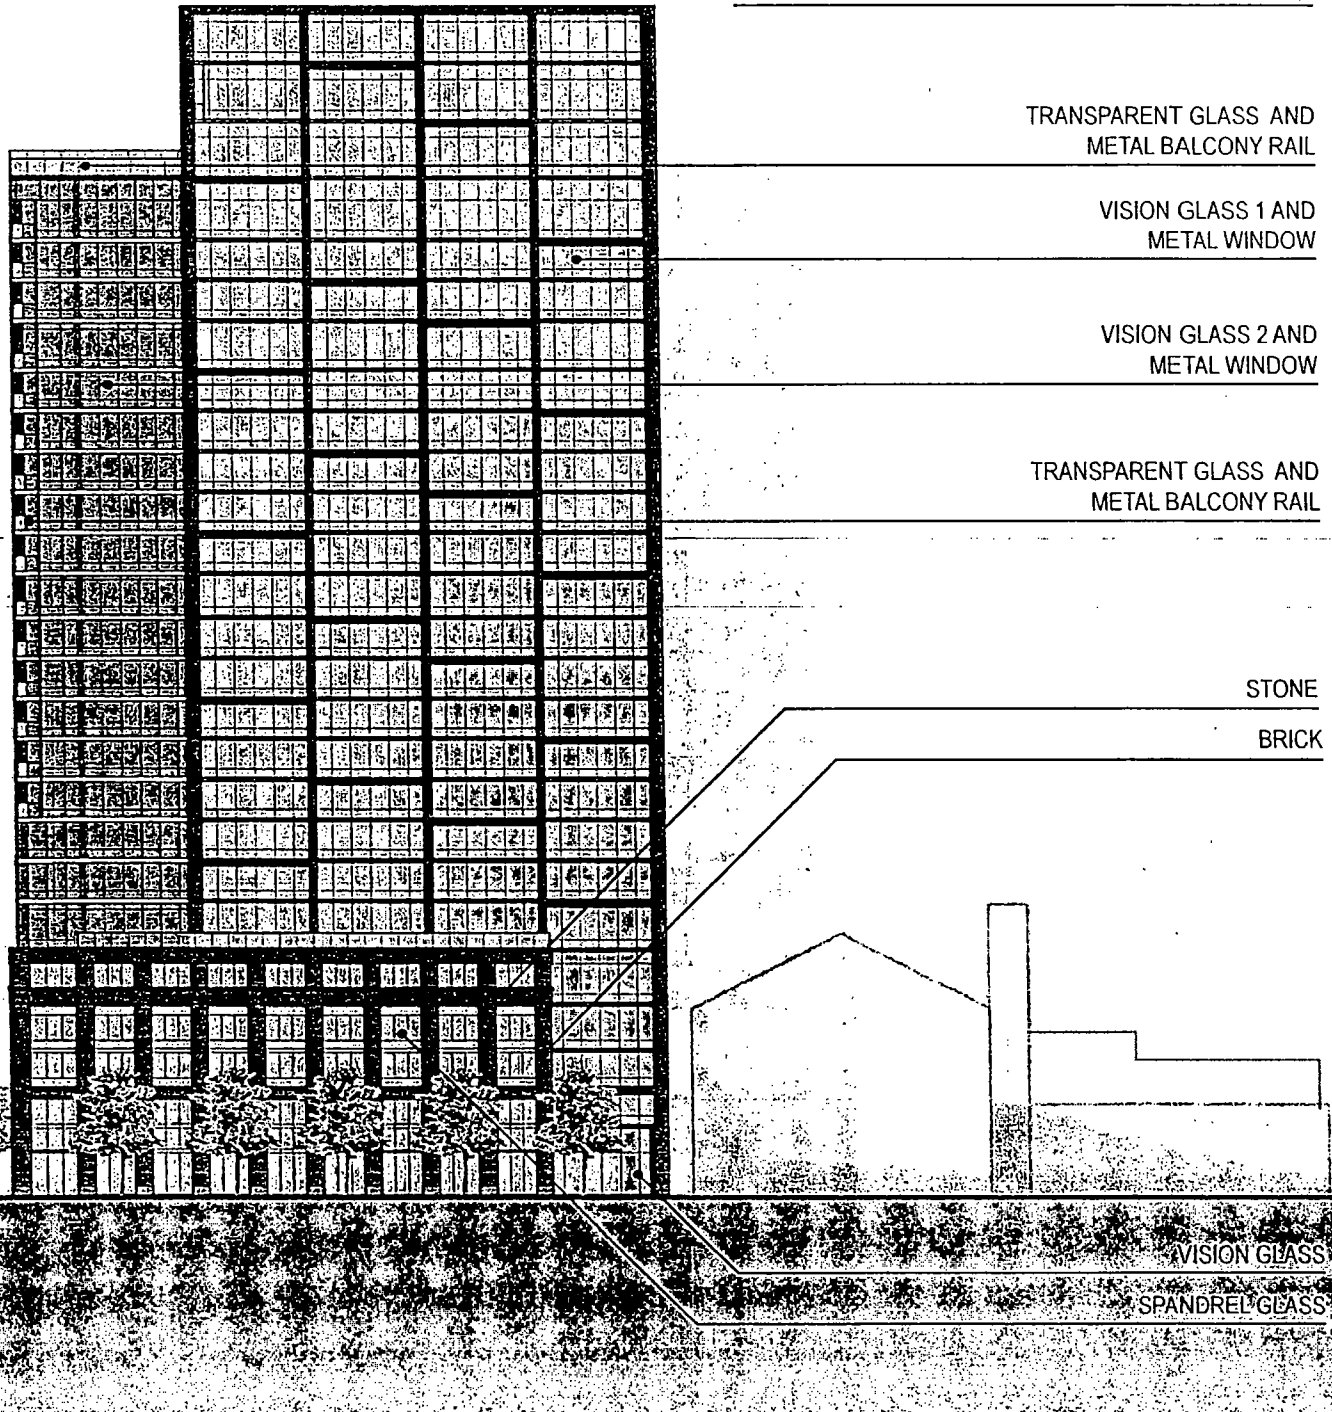 TRANSPARENT GLASS AND
METAL BALCONY RAIL
VISION GLASS 1 AND
METAL WINDOW
VISION GLASS 2 AND
METAL WINDOW
TRANSPARENT GLASS AND
METAL BALCONY RAIL
STONE
BRICK
VISION GLASS
SPANDREL GLASS